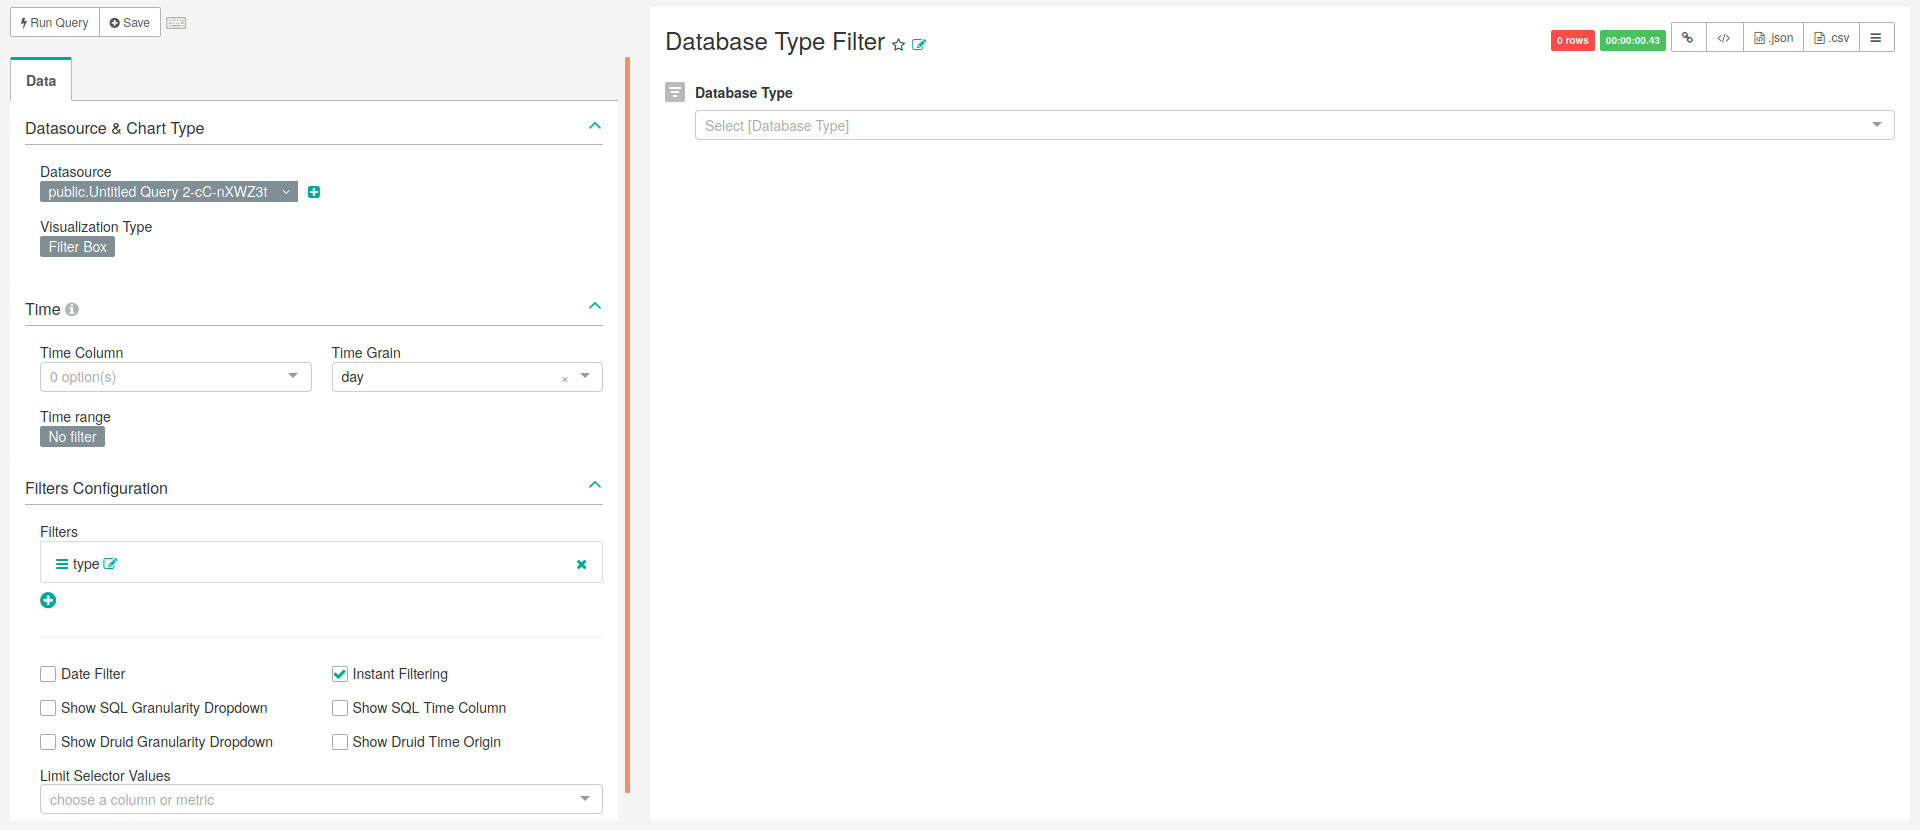 Run Query Save
Database Type Filter
0 rows 00:00:00.43 </> .json .csv
Data
Datasource & Chart Type
Datasource
public.Untitled Query 2-cC-nXWZ3t
Visualization Type
Filter Box
Time
Time Column Time Grain
0 option(s) day ×
Time range
No filter
Filters Configuration
Filters
type
Date Filter Instant Filtering
Show SQL Granularity Dropdown Show SQL Time Column
Show Druid Granularity Dropdown Show Druid Time Origin
Limit Selector Values
choose a column or metric
Database Type
Select [Database Type]